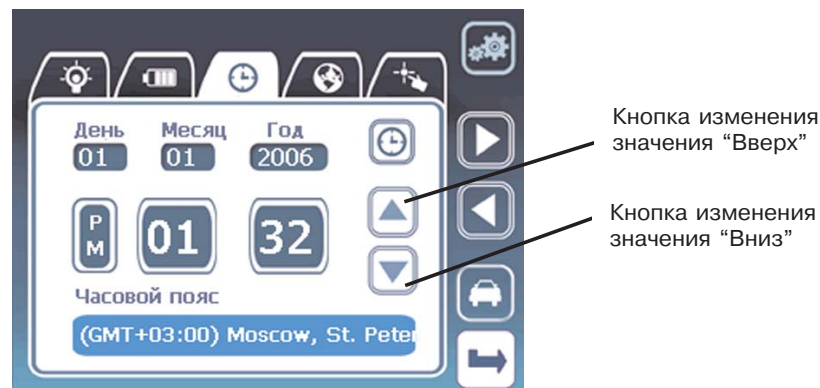 День Месяц Год
01 01 2006
Кнопка изменения
значения “Вверх”
PM 01 32
Кнопка изменения
значения “Вниз”
Часовой пояс
(GMT+03:00) Moscow, St. Peter